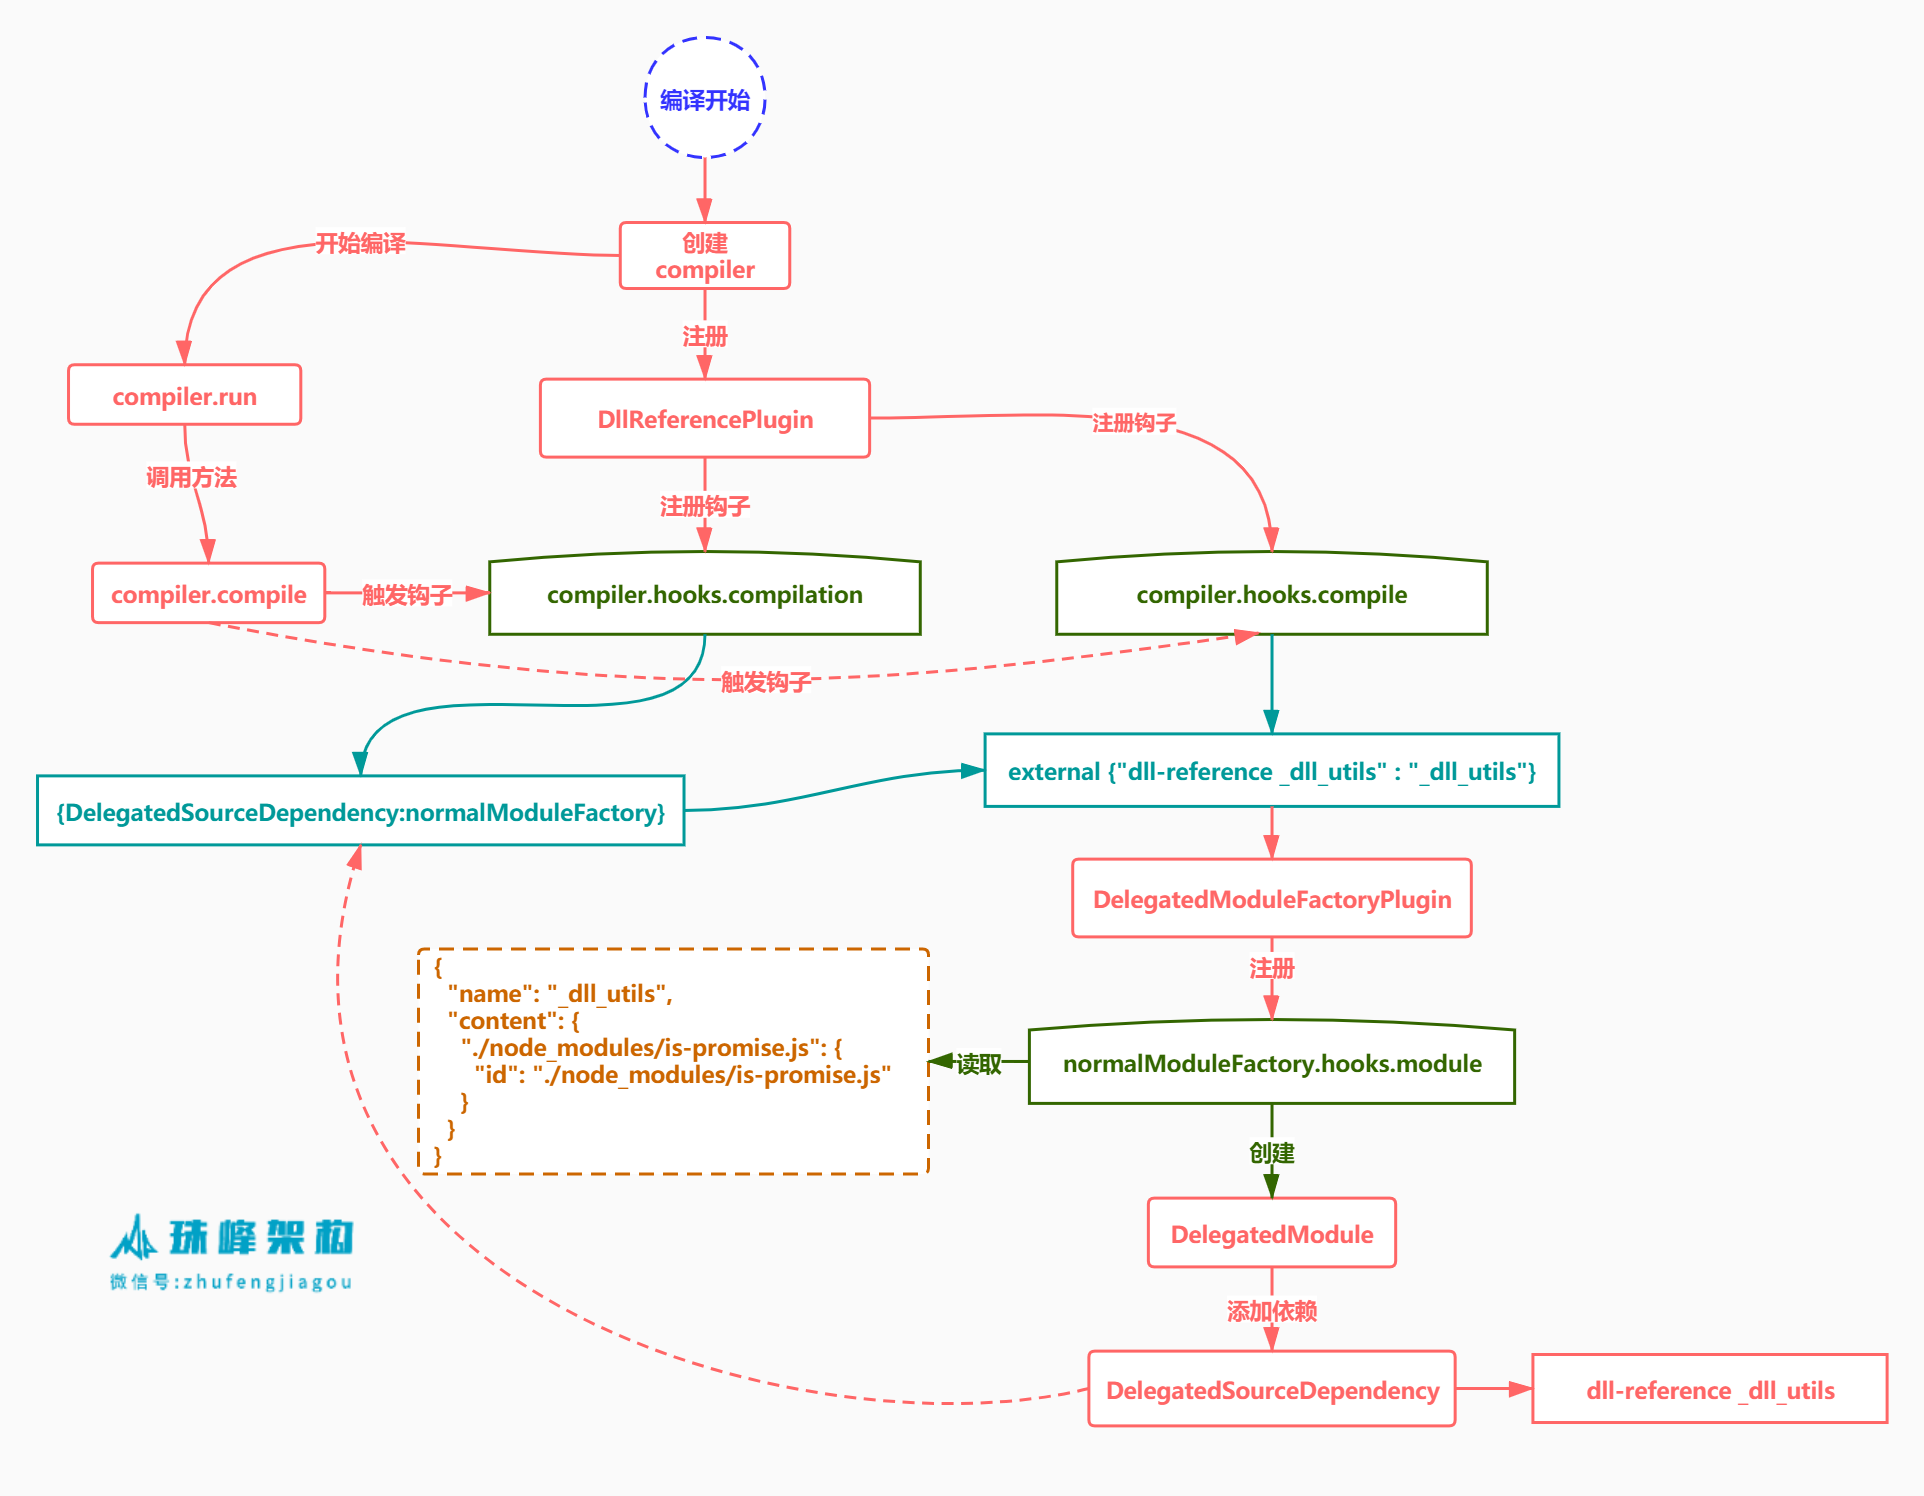 编译开始
创建
compiler
开始编译
注册
compiler.run
DllReferencePlugin
注册钩子
调用方法
注册钩子
compiler.compile
触发钩子
compiler.hooks.compilation
compiler.hooks.compile
触发钩子
external {"dll-reference _dll_utils" : "_dll_utils"}
{DelegatedSourceDependency:normalModuleFactory}
DelegatedModuleFactoryPlugin
注册
{
"name": "_dll_utils",
"content": {
"./node_modules/is-promise.js": {
"id": "./node_modules/is-promise.js"
}
}
}
读取
normalModuleFactory.hooks.module
创建
DelegatedModule
珠峰架构
微信号:zhufengjiagou
添加依赖
DelegatedSourceDependency
dll-reference _dll_utils